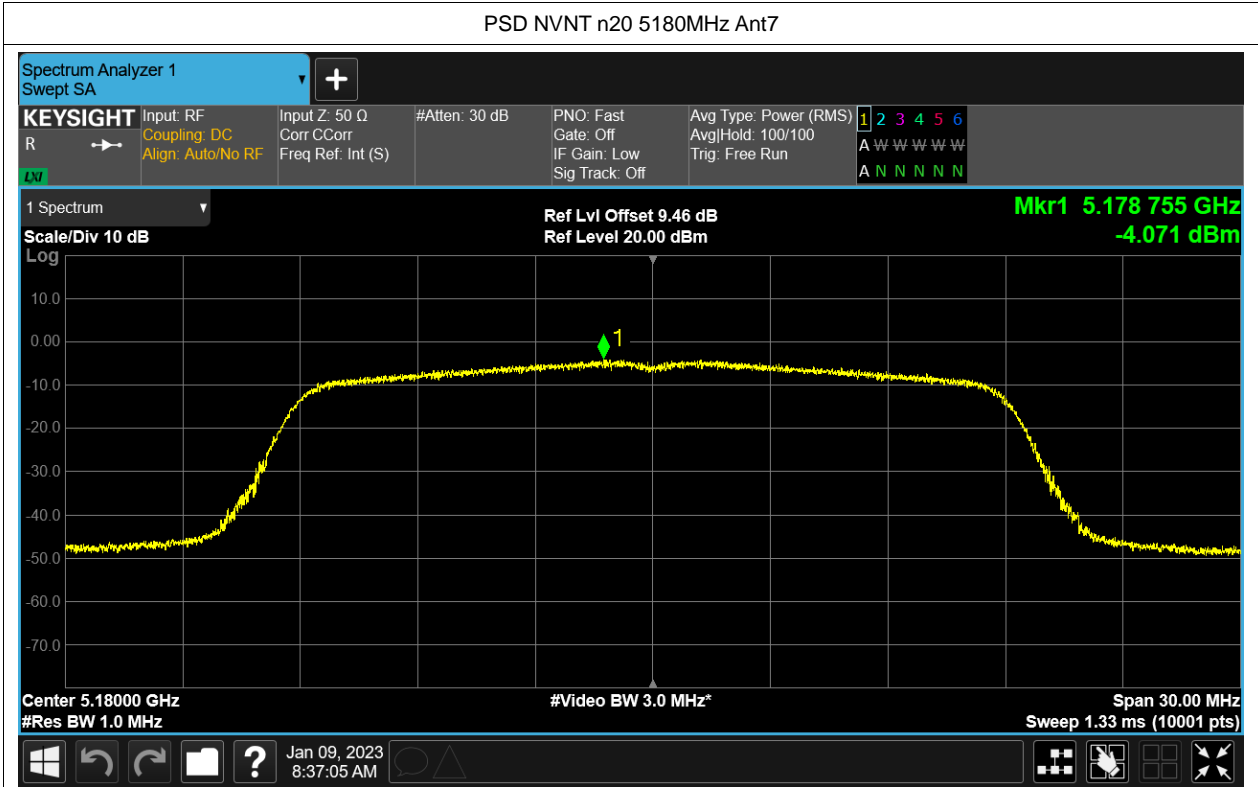 PSD NVNT n20 5180MHz Ant7
Spectrum Analyzer 1
Swept SA
KEYSIGHT
R
LXI
Input: RF
Coupling: DC
Align: Auto/No RF
Input Z: 50 Ω
Corr CCorr
Freq Ref: Int (S)
#Atten: 30 dB
PNO: Fast
Gate: Off
IF Gain: Low
Sig Track: Off
Avg Type: Power (RMS)
Avg|Hold: 100/100
Trig: Free Run
1 2 3 4 5 6
A W W W W W
A N N N N N
1 Spectrum
Scale/Div 10 dB
Log
Ref Lvl Offset 9.46 dB
Ref Level 20.00 dBm
Mkr1 5.178 755 GHz
-4.071 dBm
10.0
0.00
-10.0
-20.0
-30.0
-40.0
-50.0
-60.0
-70.0
1
Center 5.18000 GHz
#Res BW 1.0 MHz
#Video BW 3.0 MHz*
Span 30.00 MHz
Sweep 1.33 ms (10001 pts)
?
Jan 09, 2023
8:37:05 AM